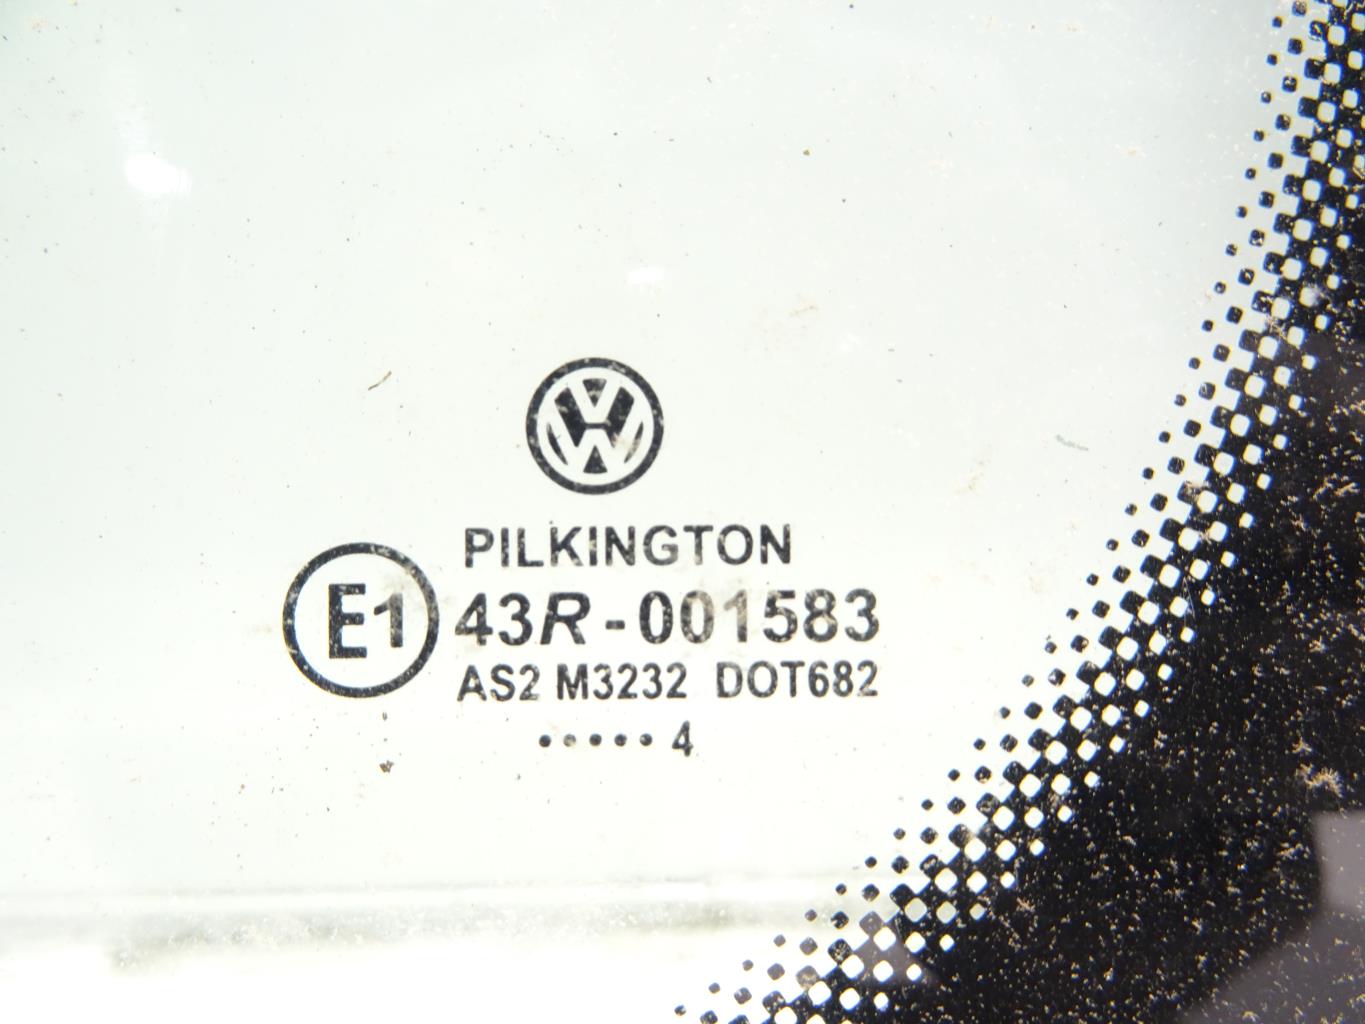 PILKINGTON
E1 43R-001583
AS2 M3232 DOT682
•••••4